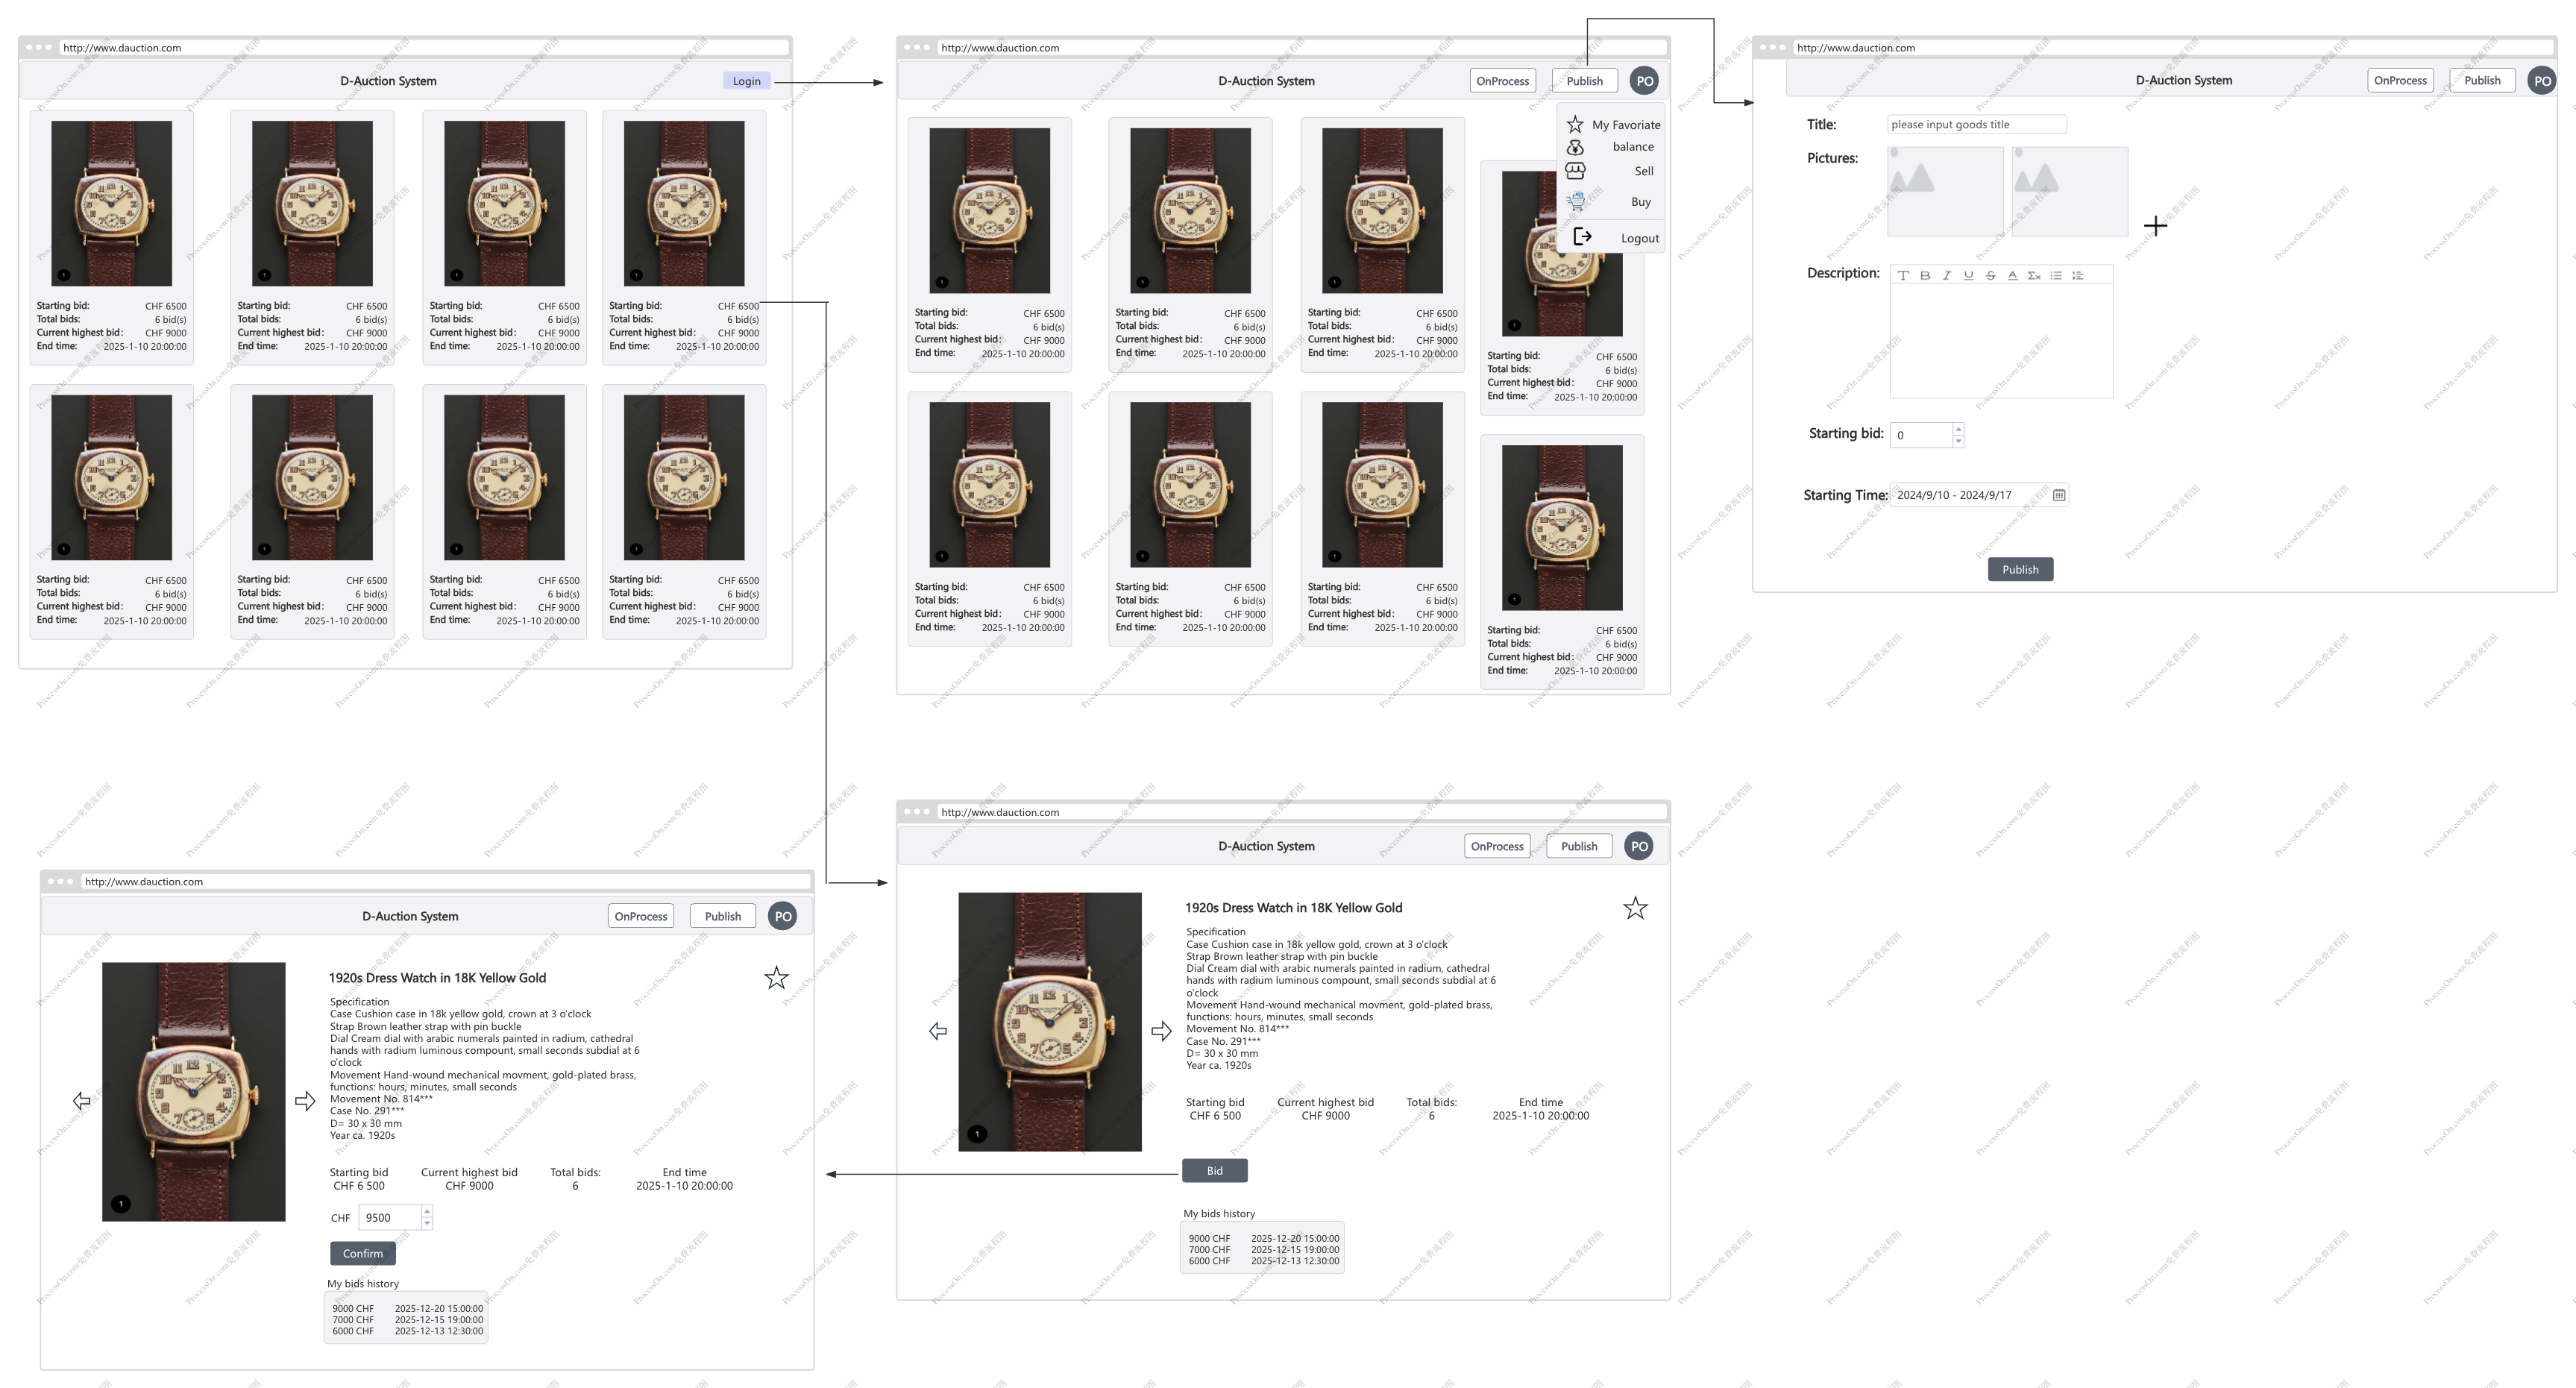 http://www.dauction.com
D-Auction System
Login
Starting bid: CHF 6500
Total bids: 6 bid(s)
Current highest bid: CHF 9000
End time: 2025-1-10 20:00:00
Starting bid: CHF 6500
Total bids: 6 bid(s)
Current highest bid: CHF 9000
End time: 2025-1-10 20:00:00
Starting bid: CHF 6500
Total bids: 6 bid(s)
Current highest bid: CHF 9000
End time: 2025-1-10 20:00:00
Starting bid: CHF 6500
Total bids: 6 bid(s)
Current highest bid: CHF 9000
End time: 2025-1-10 20:00:00
Starting bid: CHF 6500
Total bids: 6 bid(s)
Current highest bid: CHF 9000
End time: 2025-1-10 20:00:00
Starting bid: CHF 6500
Total bids: 6 bid(s)
Current highest bid: CHF 9000
End time: 2025-1-10 20:00:00
Starting bid: CHF 6500
Total bids: 6 bid(s)
Current highest bid: CHF 9000
End time: 2025-1-10 20:00:00
Starting bid: CHF 6500
Total bids: 6 bid(s)
Current highest bid: CHF 9000
End time: 2025-1-10 20:00:00
http://www.dauction.com
D-Auction System
OnProcess
Publish
PO
My Favoriate
balance
Sell
Buy
Logout
Starting bid: CHF 6500
Total bids: 6 bid(s)
Current highest bid: CHF 9000
End time: 2025-1-10 20:00:00
Starting bid: CHF 6500
Total bids: 6 bid(s)
Current highest bid: CHF 9000
End time: 2025-1-10 20:00:00
Starting bid: CHF 6500
Total bids: 6 bid(s)
Current highest bid: CHF 9000
End time: 2025-1-10 20:00:00
Starting bid: CHF 6500
Total bids: 6 bid(s)
Current highest bid: CHF 9000
End time: 2025-1-10 20:00:00
Starting bid: CHF 6500
Total bids: 6 bid(s)
Current highest bid: CHF 9000
End time: 2025-1-10 20:00:00
Starting bid: CHF 6500
Total bids: 6 bid(s)
Current highest bid: CHF 9000
End time: 2025-1-10 20:00:00
Starting bid: CHF 6500
Total bids: 6 bid(s)
Current highest bid: CHF 9000
End time: 2025-1-10 20:00:00
Starting bid: CHF 6500
Total bids: 6 bid(s)
Current highest bid: CHF 9000
End time: 2025-1-10 20:00:00
http://www.dauction.com
D-Auction System
OnProcess
Publish
PO
Title: please input goods title
Pictures:
Description:
Starting bid: 0
Starting Time: 2024/9/10 - 2024/9/17
Publish
http://www.dauction.com
D-Auction System
OnProcess
Publish
PO
1920s Dress Watch in 18K Yellow Gold
Specification
Case Cushion case in 18k yellow gold, crown at 3 o'clock
Strap Brown leather strap with pin buckle
Dial Cream dial with arabic numerals painted in radium, cathedral
hands with radium luminous compount, small seconds subdial at 6
o'clock
Movement Hand-wound mechanical movment, gold-plated brass,
functions: hours, minutes, small seconds
Movement No. 814***
Case No. 291***
D= 30 x 30 mm
Year ca. 1920s
Starting bid Current highest bid Total bids: End time
CHF 6 500 CHF 9000 6 2025-1-10 20:00:00
CHF 9500
Confirm
My bids history
9000 CHF 2025-12-20 15:00:00
7000 CHF 2025-12-15 19:00:00
6000 CHF 2025-12-13 12:30:00
http://www.dauction.com
D-Auction System
OnProcess
Publish
PO
1920s Dress Watch in 18K Yellow Gold
Specification
Case Cushion case in 18k yellow gold, crown at 3 o'clock
Strap Brown leather strap with pin buckle
Dial Cream dial with arabic numerals painted in radium, cathedral
hands with radium luminous compount, small seconds subdial at 6
o'clock
Movement Hand-wound mechanical movment, gold-plated brass,
functions: hours, minutes, small seconds
Movement No. 814***
Case No. 291***
D= 30 x 30 mm
Year ca. 1920s
Starting bid Current highest bid Total bids: End time
CHF 6 500 CHF 9000 6 2025-1-10 20:00:00
Bid
My bids history
9000 CHF 2025-12-20 15:00:00
7000 CHF 2025-12-15 19:00:00
6000 CHF 2025-12-13 12:30:00
ProcessOn.com免费流程图